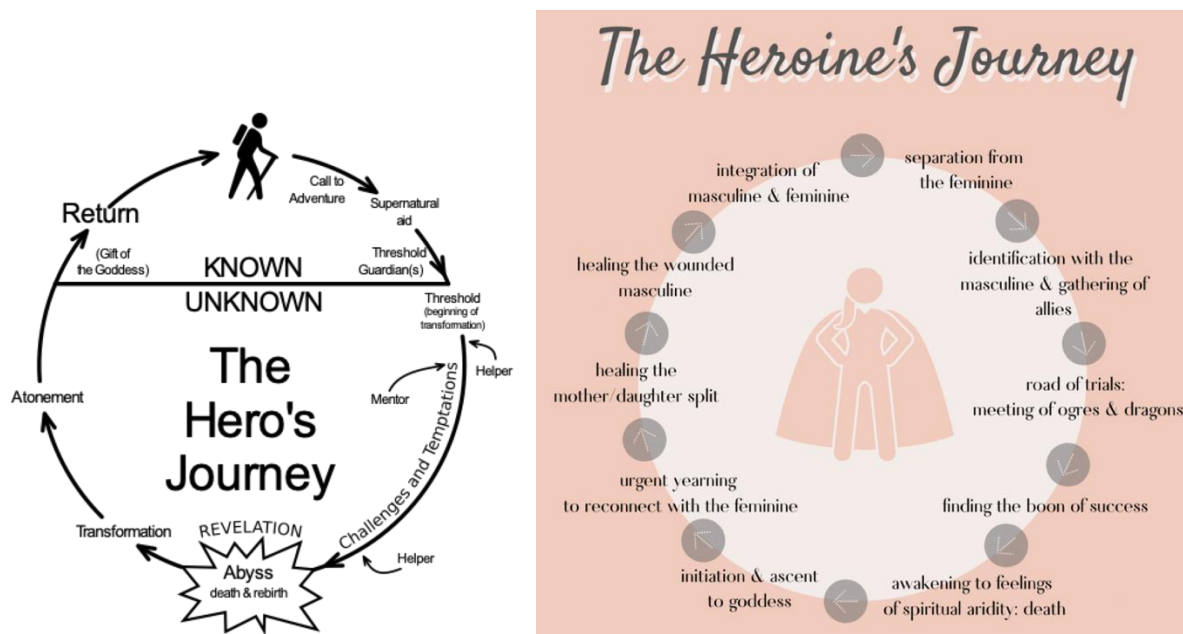 Call to
Adventure
Supernatural
aid
Threshold
Guardian(s)
KNOWN
UNKNOWN
Threshold
(beginning of
transformation)
Helper
Mentor
Challenges and Temptations
Helper
REVELATION
Abyss
death & rebirth
Transformation
Atonement
(Gift of
the Goddess)
Return
The
Hero's
Journey
The Heroine's Journey
separation from
the feminine
identification with the
masculine & gathering of
allies
road of trials:
meeting of ogres & dragons
finding the boon of success
awakening to feelings
of spiritual aridity: death
initiation & ascent
to goddess
urgent yearning
to reconnect with the feminine
healing the
mother/daughter split
healing the wounded
masculine
integration of
masculine & feminine